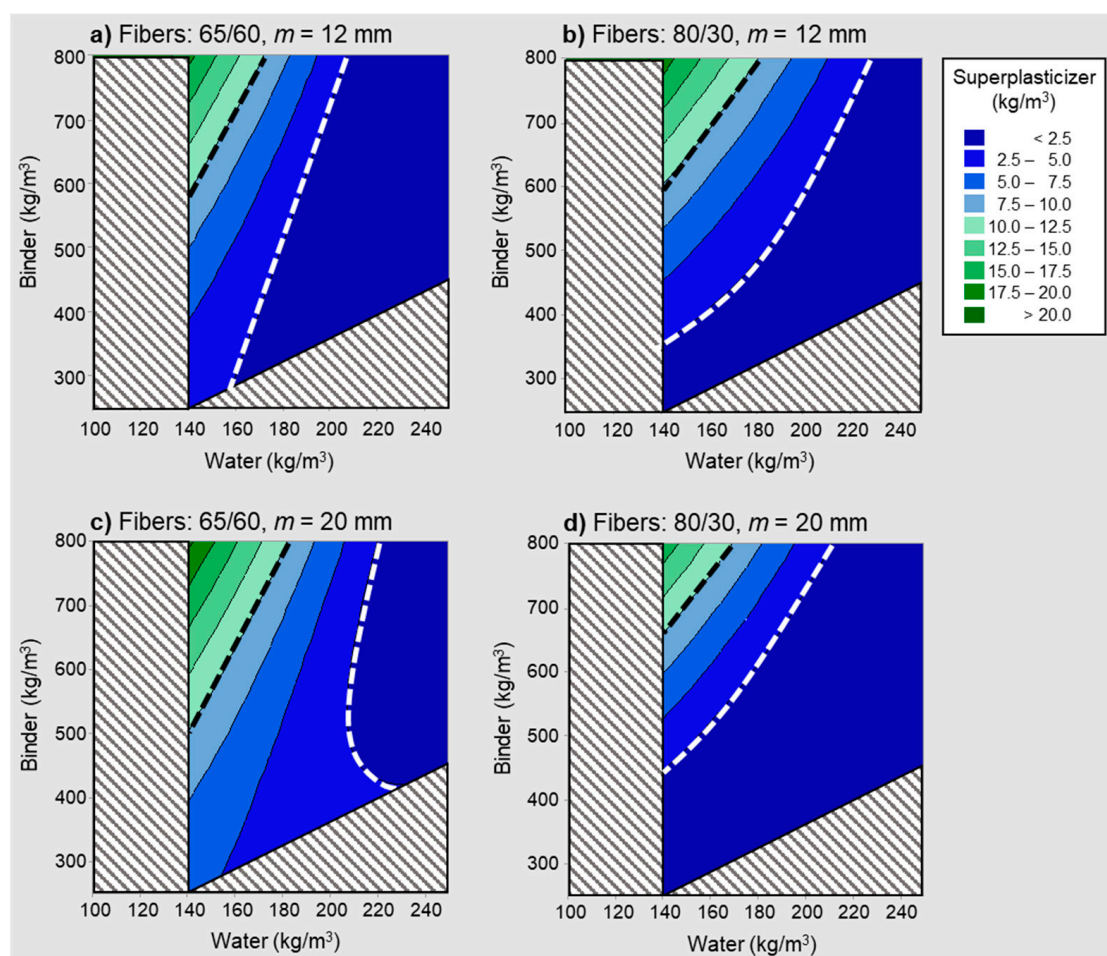 a) Fibers: 65/60, m = 12 mm
800
700
600
500
400
300
Binder (kg/m³)
100 120 140 160 180 200 220 240
Water (kg/m³)
b) Fibers: 80/30, m = 12 mm
800
700
600
500
400
300
Binder (kg/m³)
100 120 140 160 180 200 220 240
Water (kg/m³)
Superplasticizer
(kg/m³)
< 2.5
2.5 – 5.0
5.0 – 7.5
7.5 – 10.0
10.0 – 12.5
12.5 – 15.0
15.0 – 17.5
17.5 – 20.0
> 20.0
c) Fibers: 65/60, m = 20 mm
800
700
600
500
400
300
Binder (kg/m³)
100 120 140 160 180 200 220 240
Water (kg/m³)
d) Fibers: 80/30, m = 20 mm
800
700
600
500
400
300
Binder (kg/m³)
100 120 140 160 180 200 220 240
Water (kg/m³)